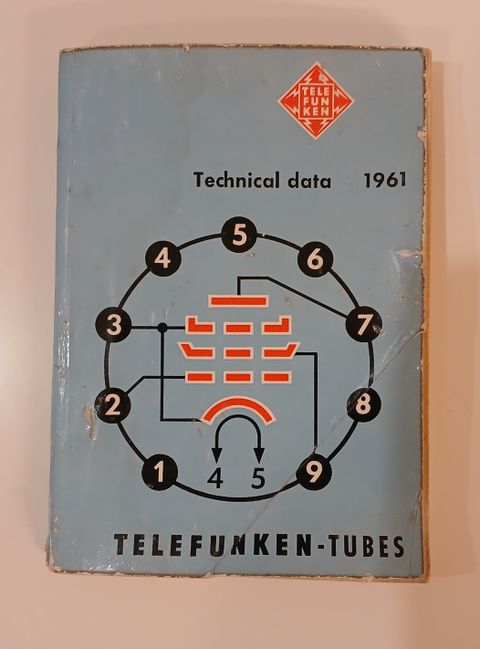 TELE
FUN
KEN
Technical data 1961
5
4 6
3 7
2 8
1 4 5 9
TELEFUNKEN-TUBES